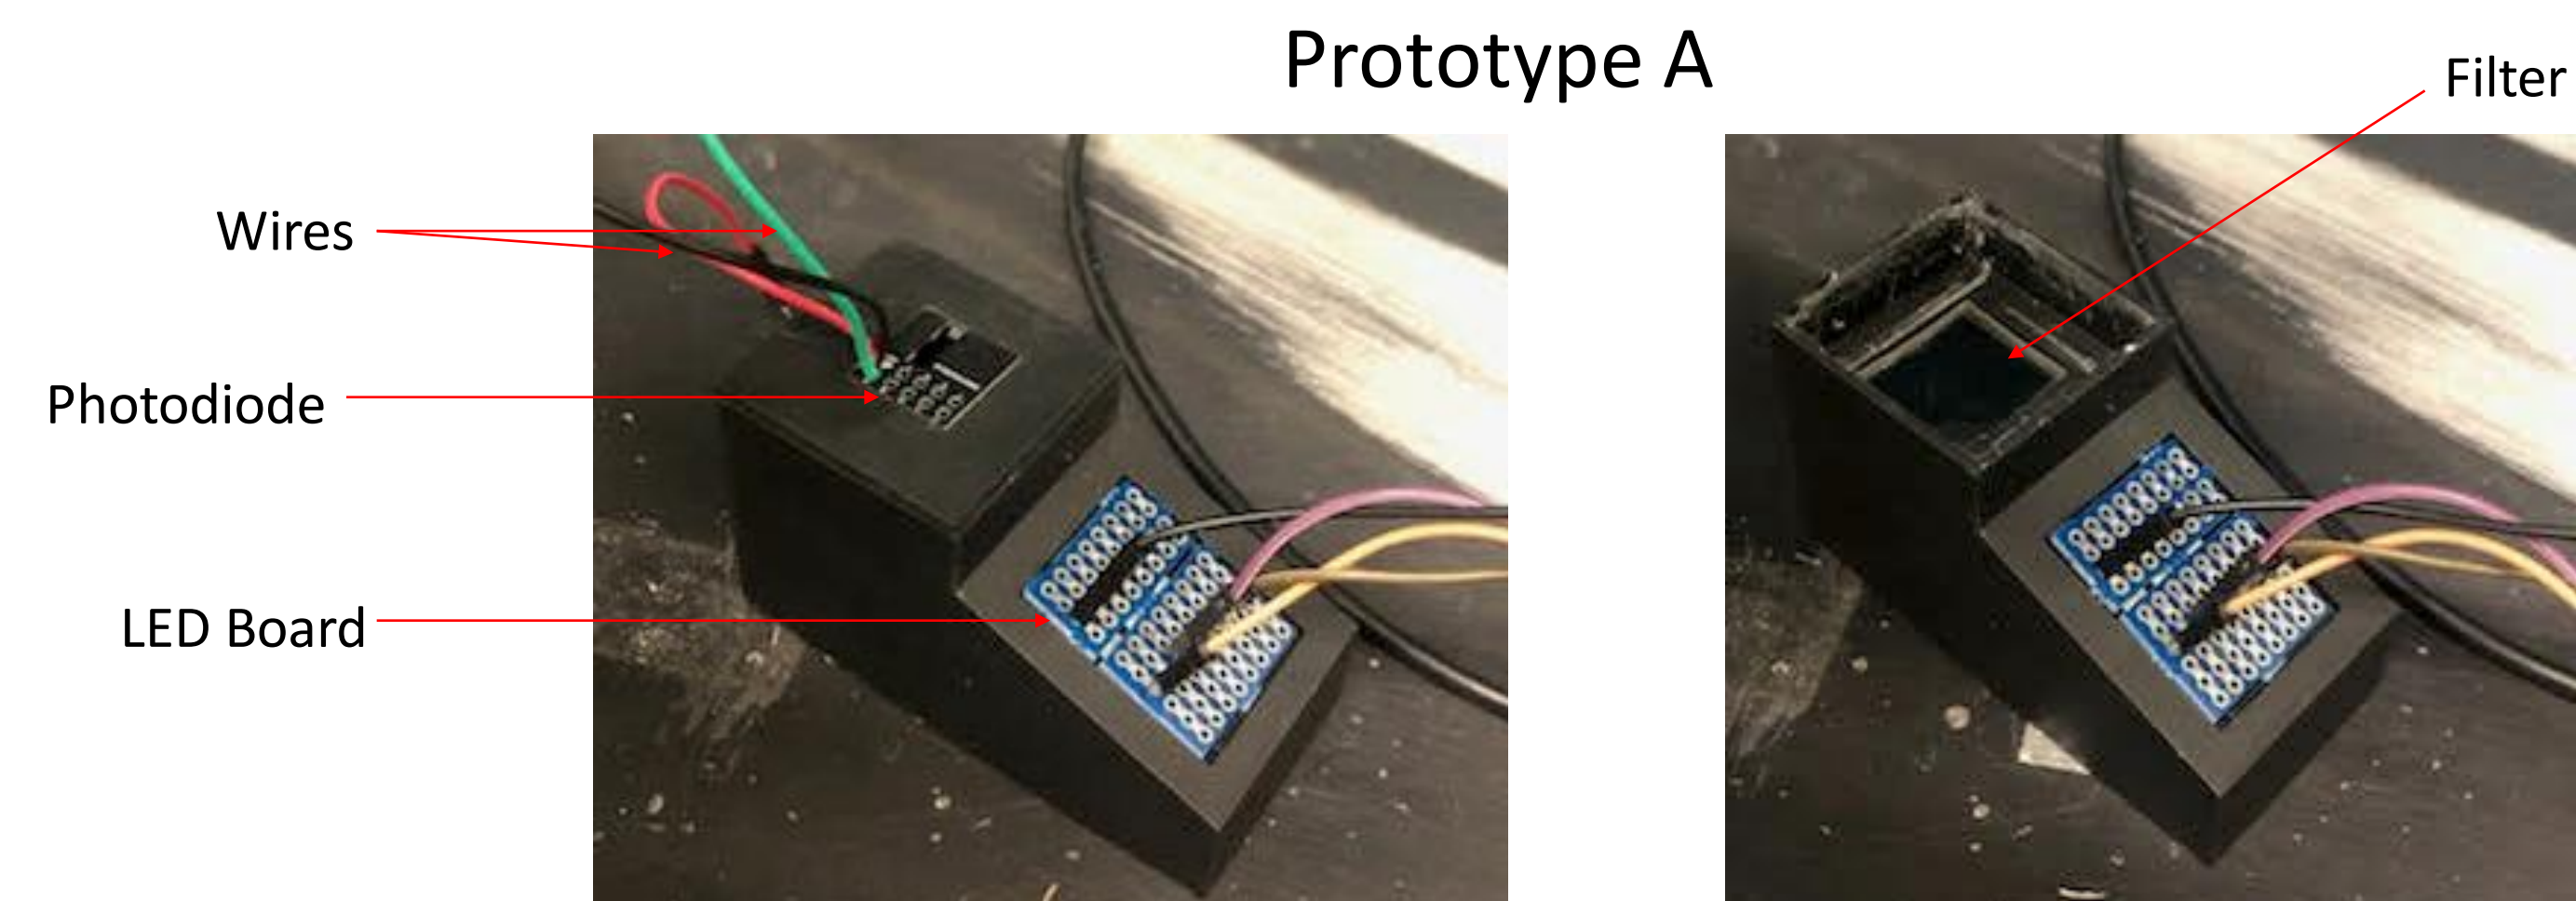 Prototype A
Filter
Wires
Photodiode
LED Board